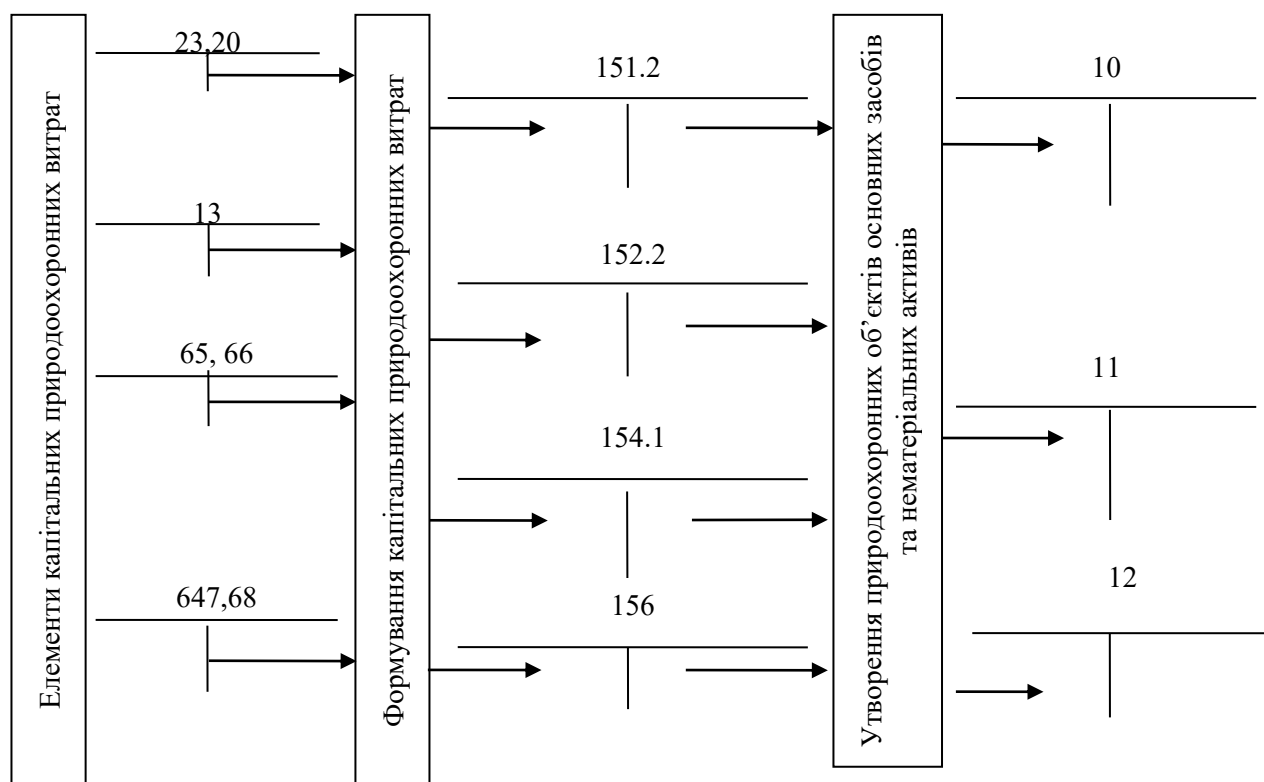 Елементи капітальних природоохоронних витрат
23,20
13
65, 66
647,68
Формування капітальних природоохоронних витрат
151.2
152.2
154.1
156
Утворення природоохоронних об’єктів основних засобів
та нематеріальних активів
10
11
12